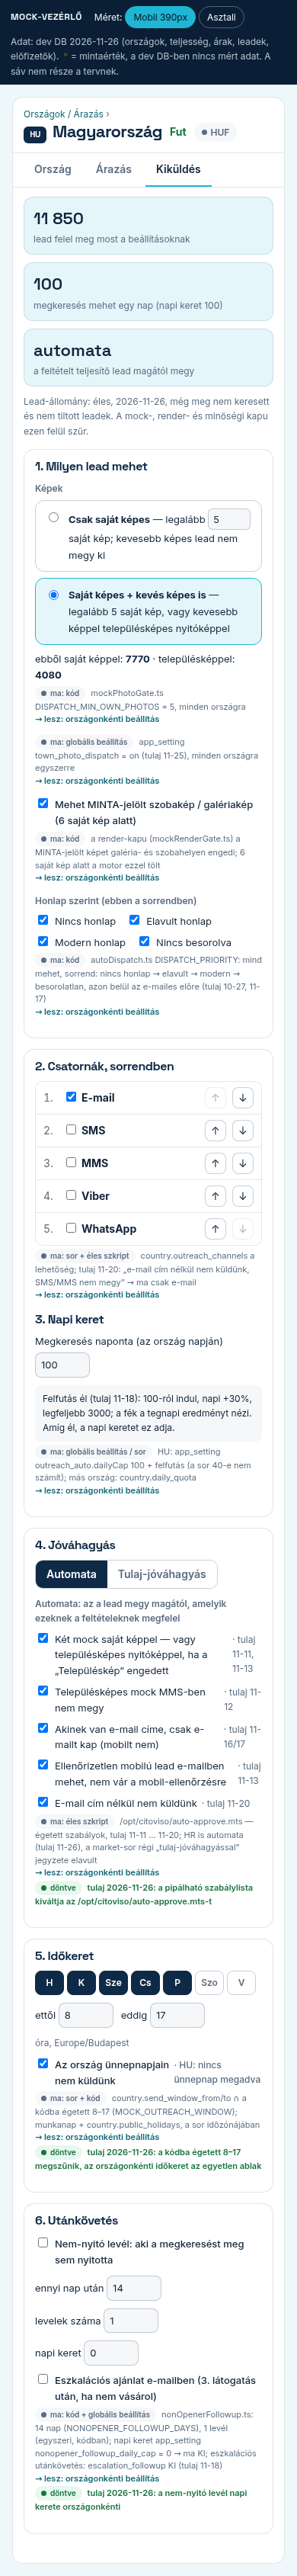 MOCK-VEZÉRLŐ Méret: Mobil 390px Asztali
Adat: dev DB 2026-11-26 (országok, teljesség, árak, leadek,
előfizetők). * = mintaérték, a dev DB-ben nincs mért adat. A
sáv nem része a tervnek.
Országok / Árazás ›
HU Magyarország Fut ● HUF
Ország Árazás Kiküldés
11 850
lead felel meg most a beállításoknak
100
megkeresés mehet egy nap (napi keret 100)
automata
a feltételt teljesítő lead magától megy
Lead-állomány: éles, 2026-11-26, még meg nem keresett
és nem tiltott leadek. A mock-, render- és minőségi kapu
ezen felül szűr.
1. Milyen lead mehet
Képek
Csak saját képes — legalább 5
saját kép; kevesebb képes lead nem
megy ki
Saját képes + kevés képes is —
legalább 5 saját kép, vagy kevesebb
képpel településképes nyitóképpel
ebből saját képpel: 7770 · településképpel:
4080
● ma: kód mockPhotoGate.ts
DISPATCH_MIN_OWN_PHOTOS = 5, minden országra
→ lesz: országonkénti beállítás
● ma: globális beállítás app_setting
town_photo_dispatch = on (tulaj 11-25), minden országra
egyszerre
→ lesz: országonkénti beállítás
Mehet MINTA-jelölt szobakép / galériakép
(6 saját kép alatt)
● ma: kód a render-kapu (mockRenderGate.ts) a
MINTA-jelölt képet galéria- és szobahelyen engedi; 6
saját kép alatt a motor ezzel tölt
→ lesz: országonkénti beállítás
Honlap szerint (ebben a sorrendben)
Nincs honlap Elavult honlap
Modern honlap Nincs besorolva
● ma: kód autoDispatch.ts DISPATCH_PRIORITY: mind
mehet, sorrend: nincs honlap → elavult → modern →
besorolatlan, azon belül az e-mailes előre (tulaj 10-27, 11-
17)
→ lesz: országonkénti beállítás
2. Csatornák, sorrendben
1. E-mail ↑ ↓
2. SMS ↑ ↓
3. MMS ↑ ↓
4. Viber ↑ ↓
5. WhatsApp ↑ ↓
● ma: sor + éles szkript country.outreach_channels a
lehetőség; tulaj 11-20: „e-mail cím nélkül nem küldünk,
SMS/MMS nem megy” → ma csak e-mail
→ lesz: országonkénti beállítás
3. Napi keret
Megkeresés naponta (az ország napján)
100
Felfutás él (tulaj 11-18): 100-ról indul, napi +30%,
legfeljebb 3000; a fék a tegnapi eredményt nézi.
Amíg él, a napi keretet ez adja.
● ma: globális beállítás / sor HU: app_setting
outreach_auto.dailyCap 100 + felfutás (a sor 40-e nem
számít); más ország: country.daily_quota
→ lesz: országonkénti beállítás
4. Jóváhagyás
Automata Tulaj-jóváhagyás
Automata: az a lead megy magától, amelyik
ezeknek a feltételeknek megfelel
Két mock saját képpel — vagy
településképes nyitóképpel, ha a
„Településkép” engedett
· tulaj
11-11,
11-13
Településképes mock MMS-ben
nem megy
· tulaj 11-
12
Akinek van e-mail címe, csak e-
mailt kap (mobilt nem)
· tulaj 11-
16/17
Ellenőrizetlen mobilú lead e-mailben
mehet, nem vár a mobil-ellenőrzésre
· tulaj
11-13
E-mail cím nélkül nem küldünk · tulaj 11-20
● ma: éles szkript /opt/citoviso/auto-approve.mts —
égetett szabályok, tulaj 11-11 … 11-20; HR is automata
(tulaj 11-26), a market-sor régi „tulaj-jóváhagyással”
jegyzete elavult
→ lesz: országonkénti beállítás
● döntve tulaj 2026-11-26: a pipálható szabálylista
kiváltja az /opt/citoviso/auto-approve.mts-t
5. Időkeret
H K Sze Cs P Szo V
ettől 8 eddig 17
óra, Europe/Budapest
Az ország ünnepnapjain
nem küldünk
· HU: nincs
ünnepnap megadva
● ma: sor + kód country.send_window_from/to ∩ a
kódba égetett 8–17 (MOCK_OUTREACH_WINDOW);
munkanap + country.public_holidays, a sor időzónájában
→ lesz: országonkénti beállítás
● döntve tulaj 2026-11-26: a kódba égetett 8–17
megszűnik, az országonkénti időkeret az egyetlen ablak
6. Utánkövetés
Nem-nyitó levél: aki a megkeresést meg
sem nyitotta
ennyi nap után 14
levelek száma 1
napi keret 0
Eszkalációs ajánlat e-mailben (3. látogatás
után, ha nem vásárol)
● ma: kód + globális beállítás nonOpenerFollowup.ts:
14 nap (NONOPENER_FOLLOWUP_DAYS), 1 levél
(egyszeri, kódban); napi keret app_setting
nonopener_followup_daily_cap = 0 → ma KI; eszkalációs
utánkövetés: escalation_followup KI (tulaj 11-18)
→ lesz: országonkénti beállítás
● döntve tulaj 2026-11-26: a nem-nyitó levél napi
kerete országonkénti